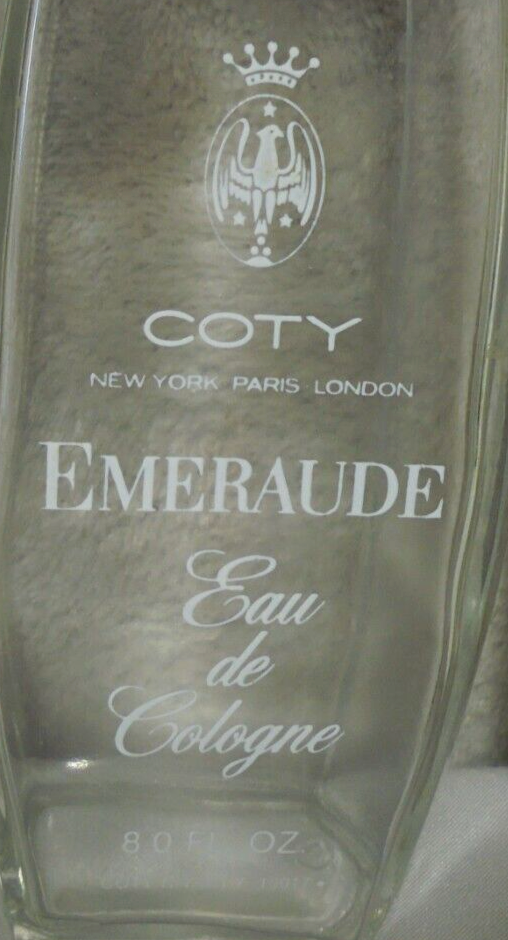 COTY
NEW YORK PARIS LONDON
EMERAUDE
Eau
de
Cologne
8.0 FL. OZ.